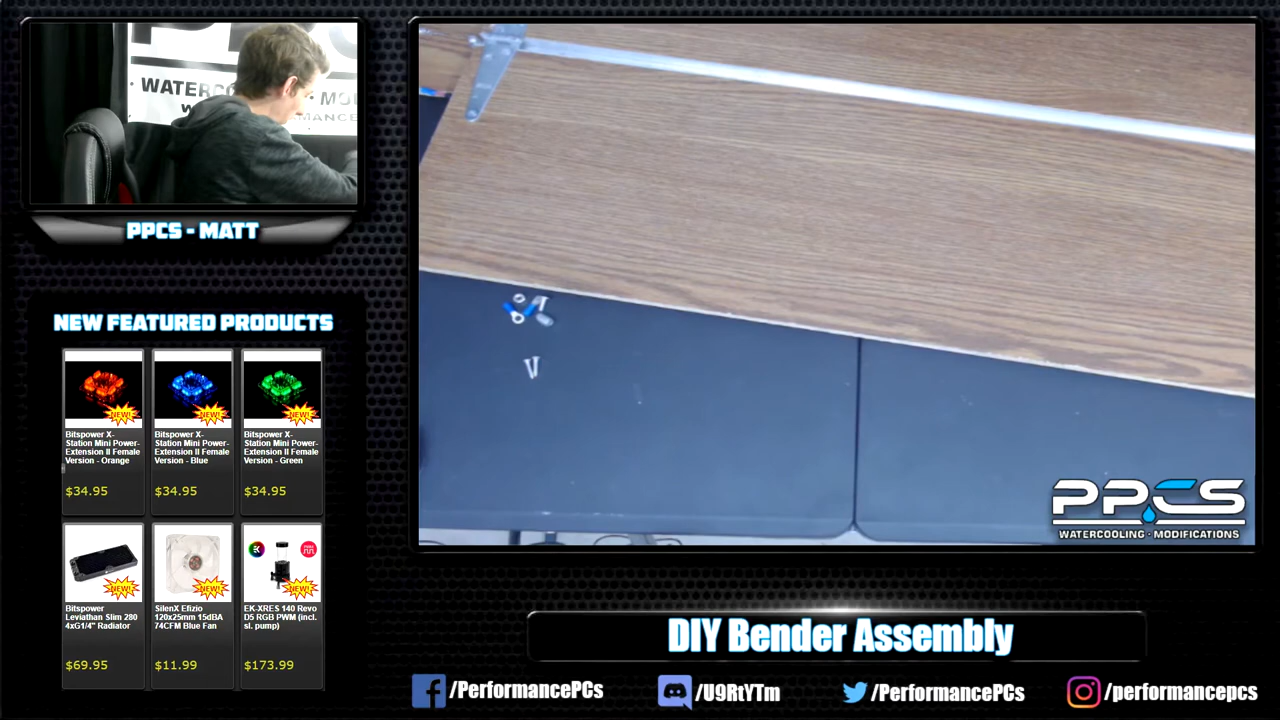 WATERCO
MOD
MANCE
PPCS - MATT
NEW FEATURED PRODUCTS
NEW!
NEW!
NEW!
Bitspower X-
Station Mini Power-
Extension II Female
Version - Orange
$34.95
Bitspower X-
Station Mini Power-
Extension II Female
Version - Blue
$34.95
Bitspower X-
Station Mini Power-
Extension II Female
Version - Green
$34.95
NEW!
NEW!
NEW!
Bitspower
Leviathan Slim 280
4xG1/4" Radiator
$69.95
SilenX Efizio
120x25mm 15dBA
74CFM Blue Fan
$11.99
EK-XRES 140 Revo
D5 RGB PWM (incl.
sl. pump)
$173.99
PPCS
WATERCOOLING · MODIFICATIONS
DIY Bender Assembly
/PerformancePCs
/U9RtYTm
/PerformancePCs
/performancepcs